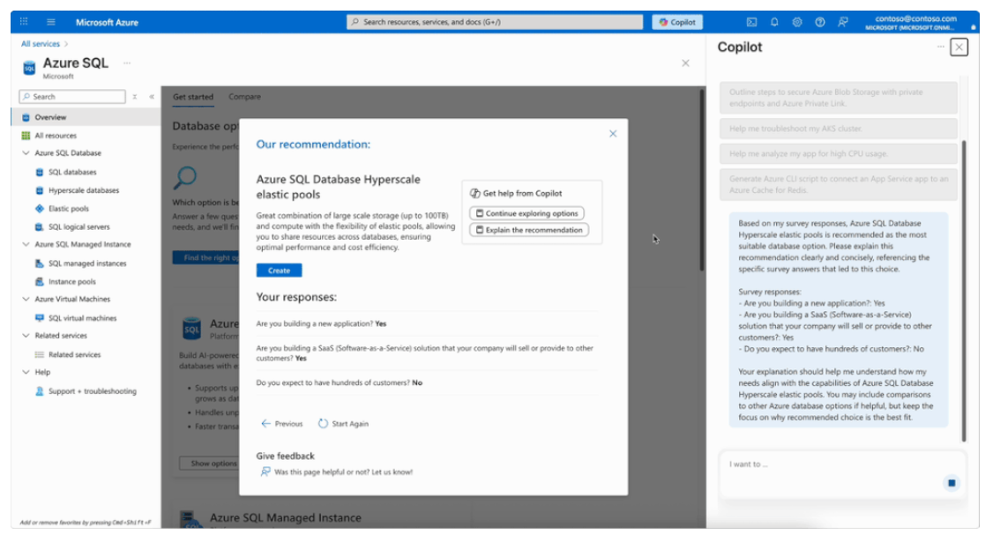 Microsoft Azure
Search resources, services, and docs (G+/)
Copilot
contoso@contoso.com
MICROSOFT (MICROSOFT.ONMI...
All services >
Azure SQL ...
Microsoft
Search
Overview
All resources
Azure SQL Database
SQL databases
Hyperscale databases
Elastic pools
SQL logical servers
Azure SQL Managed Instance
SQL managed instances
Instance pools
Azure Virtual Machines
SQL virtual machines
Related services
Related services
Help
Support + troubleshooting
Add or remove favorites by pressing Cmd+Shift+F
Get started Compare
Database op
Experience the perfo
Which option is be
Answer a few ques
needs, and we'll fin
Find the right op
SQL
Azure
Platform
Build AI-powered
databases with e
• Supports up
grows as dat
• Handles unp
• Faster transa
Show options
Azure SQL Managed Instance
Our recommendation:
Azure SQL Database Hyperscale
elastic pools
Great combination of large scale storage (up to 100TB)
and compute with the flexibility of elastic pools, allowing
you to share resources across databases, ensuring
optimal performance and cost efficiency.
Create
Get help from Copilot
Continue exploring options
Explain the recommendation
Your responses:
Are you building a new application? Yes
Are you building a SaaS (Software-as-a-Service) solution that your company will sell or provide to other
customers? Yes
Do you expect to have hundreds of customers? No
Previous Start Again
Give feedback
Was this page helpful or not? Let us know!
Copilot
Outline steps to secure Azure Blob Storage with private
endpoints and Azure Private Link.
Help me troubleshoot my AKS cluster.
Help me analyze my app for high CPU usage.
Generate Azure CLI script to connect an App Service app to an
Azure Cache for Redis.
Based on my survey responses, Azure SQL Database
Hyperscale elastic pools is recommended as the most
suitable database option. Please explain this
recommendation clearly and concisely, referencing the
specific survey answers that led to this choice.
Survey responses:
- Are you building a new application?: Yes
- Are you building a SaaS (Software-as-a-Service)
solution that your company will sell or provide to other
customers?: Yes
- Do you expect to have hundreds of customers?: No
Your explanation should help me understand how my
needs align with the capabilities of Azure SQL Database
Hyperscale elastic pools. You may include comparisons
to other Azure database options if helpful, but keep the
focus on why recommended choice is the best fit.
I want to ...